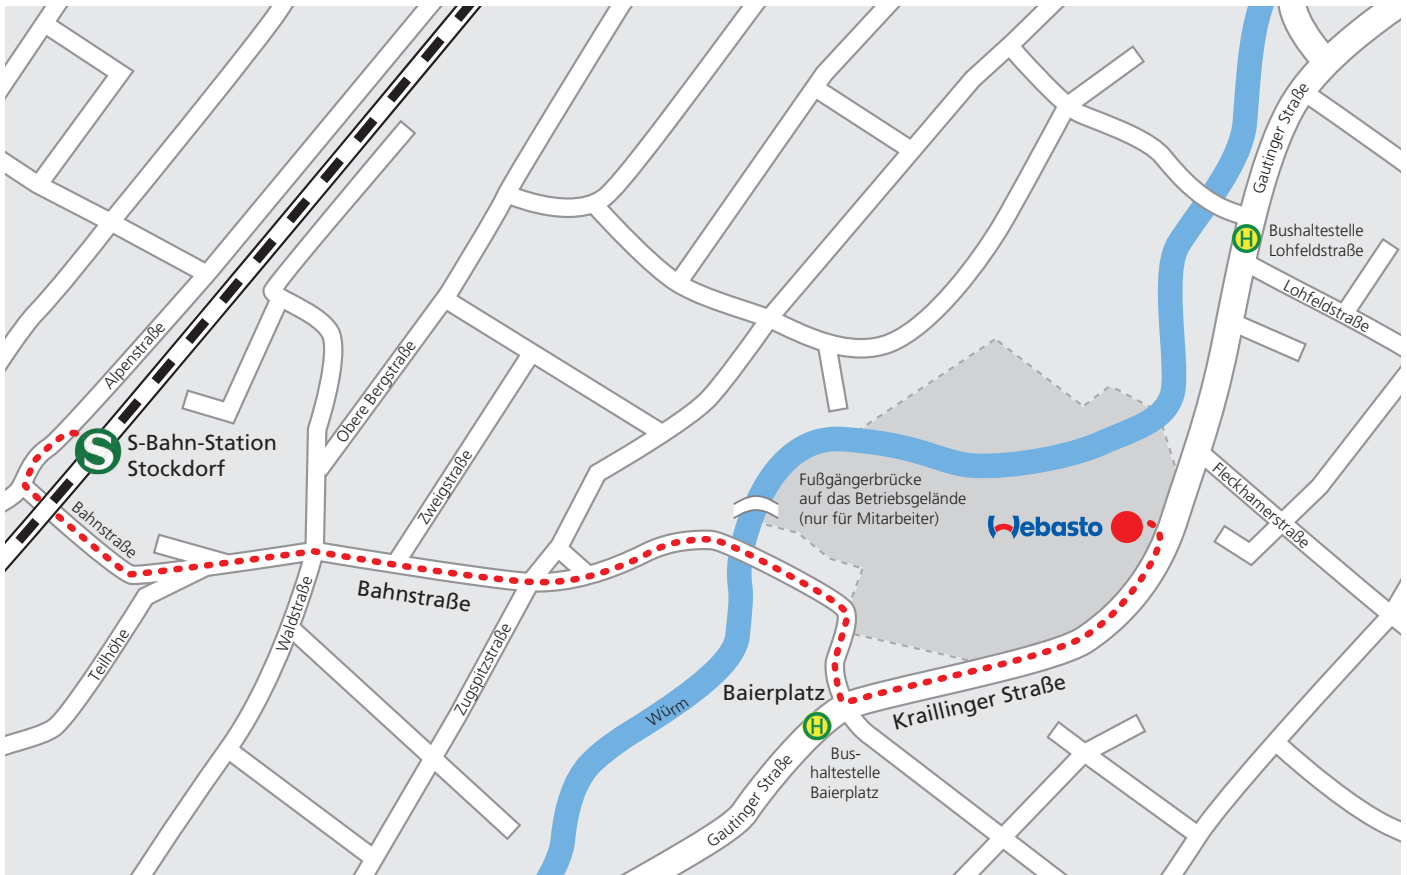 Gautinger Straße
H
Bushaltestelle
Lohfeldstraße
Lohfeldstraße
Alpenstraße
Obere Bergstraße
S
S-Bahn-Station
Stockdorf
Zweigstraße
Fußgängerbrücke
auf das Betriebsgelände
(nur für Mitarbeiter)
Webasto
Fleckhamerstraße
Bahnstraße
Bahnstraße
Waldstraße
Teilhöhe
Zugspitzstraße
Würm
Baierplatz
Kraillinger Straße
H
Bus-
haltestelle
Baierplatz
Gautinger Straße